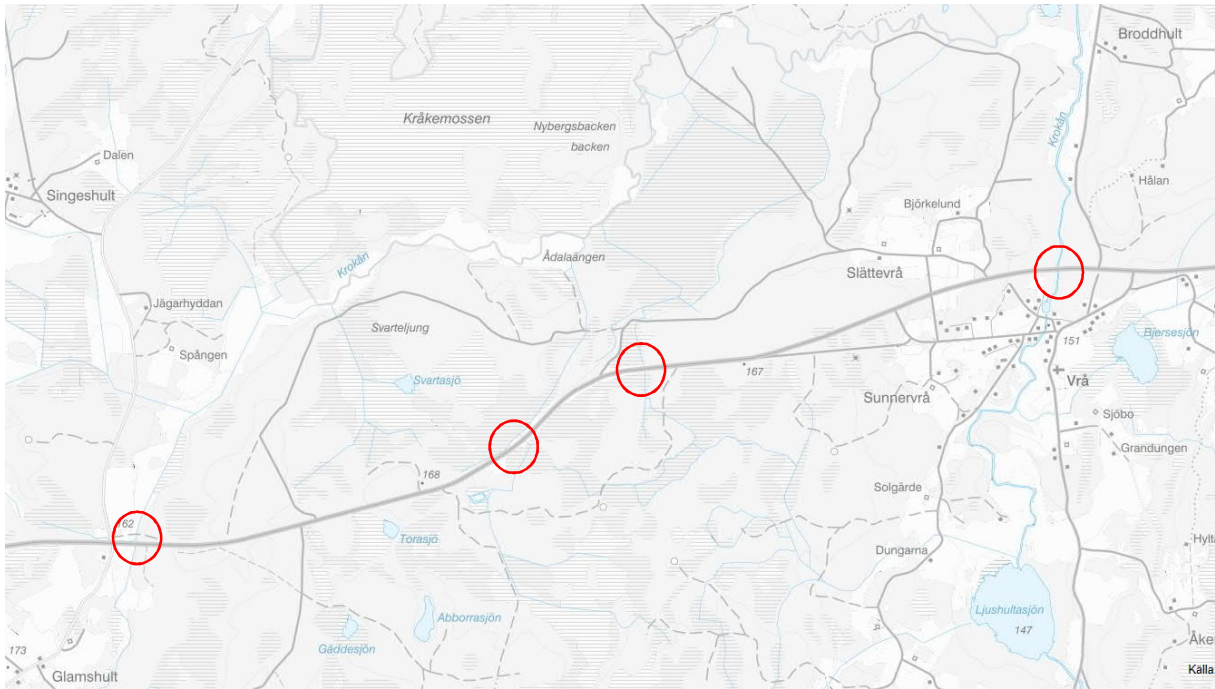 Broddhult
Kråkemossen
Nybergsbacken
backen
Krokån
Dalen
Hålan
Singeshult
Björkelund
Ådalaängen
Krokån
Slättevrå
Jägarhyddan
Svarteljung
Bjersesjön
151
Spången
167
Vrå
Svartasjö
Sunnervrå
Sjöbo
Grandungen
168
Solgärde
62
Torasjö
Dungarna
Hylt
Ljushultasjön
Abborrasjön
147
Åke
Gäddesjön
173
Källa
Glamshult